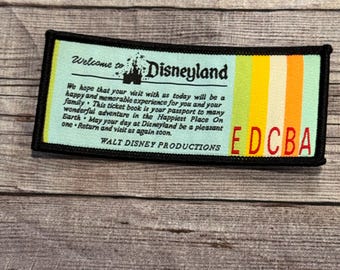 Welcome to Disneyland
We hope that your visit with us today will be a
happy and memorable experience for you and your
family • This ticket book is your passport to many
wonderful adventure in the Happiest Place On
Earth • May your day at Disneyland be a pleasant
one • Return and visit us again soon.
WALT DISNEY PRODUCTIONS
E D C B A